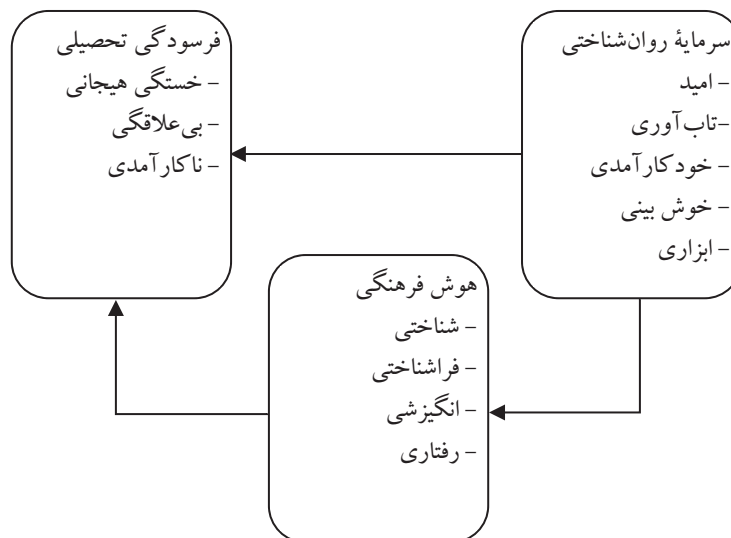 سرمایۀ روان‌شناختی
– امید
–تاب‌آوری
– خودکارآمدی
– خوش بینی
– ابزاری
فرسودگی تحصیلی
– خستگی هیجانی
– بی‌علاقگی
– ناکارآمدی
هوش فرهنگی
– شناختی
– فراشناختی
– انگیزشی
– رفتاری